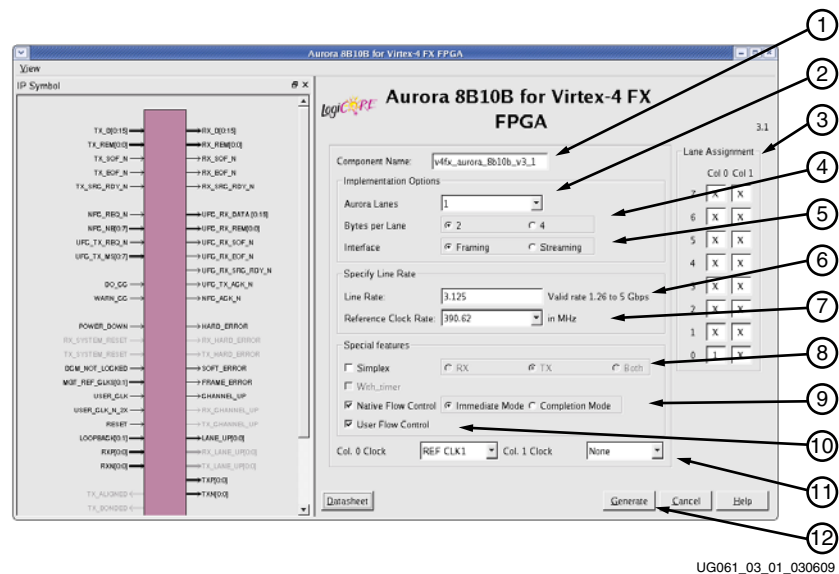 Aurora 8B10B for Virtex-4 FX FPGA
View
IP Symbol
TX_D[0:15]
TX_REM[0:0]
TX_SOF_N
TX_EOF_N
TX_SRC_RDY_N
NFC_REQ_N
NFC_NB[0:7]
UFC_TX_REQ_N
UFC_TX_MS[0:7]
DO_CC
WARN_CC
POWER_DOWN
RX_SYSTEM_RESET
TX_SYSTEM_RESET
DCM_NOT_LOCKED
MGT_REF_CLKS[0:1]
USER_CLK
USER_CLK_N_2X
RESET
LOOPBACK[0:1]
RXP[0:0]
RXN[0:0]
TX_ALIGNED
TX_BONDED
RX_D[0:15]
RX_REM[0:0]
RX_SOF_N
RX_EOF_N
RX_SRC_RDY_N
UFC_RX_DATA[0:15]
UFC_RX_REM[0:0]
UFC_RX_SOF_N
UFC_RX_EOF_N
UFC_RX_SRC_RDY_N
UFC_TX_ACK_N
NFC_ACK_N
HARD_ERROR
RX_HARD_ERROR
TX_HARD_ERROR
SOFT_ERROR
FRAME_ERROR
CHANNEL_UP
RX_CHANNEL_UP
TX_CHANNEL_UP
LANE_UP[0:0]
RX_LANE_UP[0:0]
TX_LANE_UP[0:0]
TXP[0:0]
TXN[0:0]
LogiCORE
Aurora 8B10B for Virtex-4 FX
FPGA
3.1
Component Name: v4fx_aurora_8b10b_v3_1
Implementation Options
Aurora Lanes 1
Bytes per Lane 2 4
Interface Framing Streaming
Specify Line Rate
Line Rate: 3.125 Valid rate 1.26 to 5 Gbps
Reference Clock Rate: 390.62 in MHz
Special features
Simplex RX TX Both
With_timer
Native Flow Control Immediate Mode Completion Mode
User Flow Control
Col. 0 Clock REF CLK1 Col. 1 Clock None
Lane Assignment
Col 0 Col 1
7 X X
6 X X
5 X X
4 X X
3 X X
2 X X
1 X X
0 1 X
Datasheet Generate Cancel Help
1
2
3
4
5
6
7
8
9
10
11
12
UG061_03_01_030609